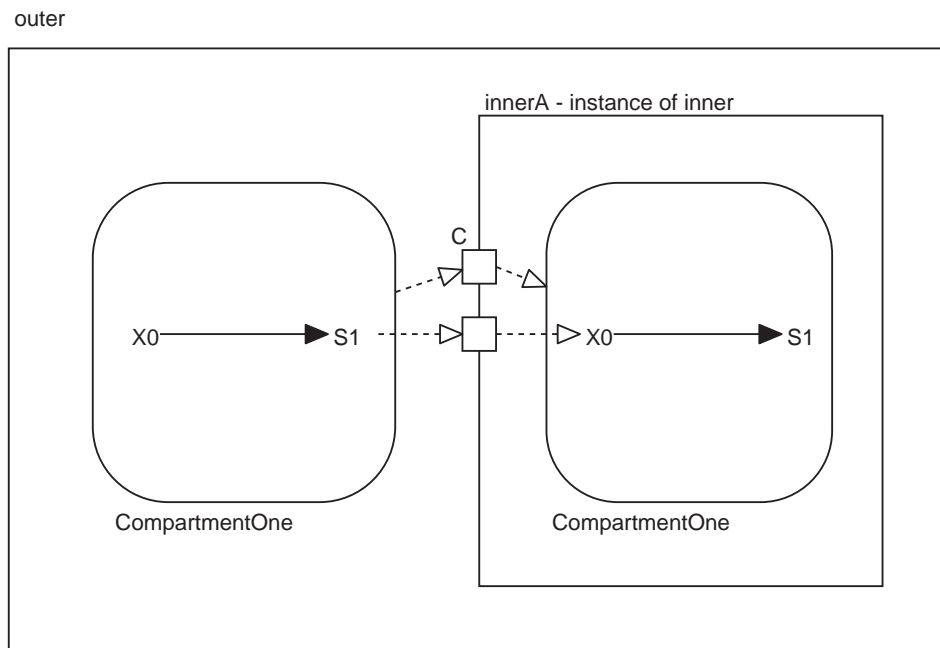 outer
innerA - instance of inner
C
X0
S1
X0
S1
CompartmentOne
CompartmentOne